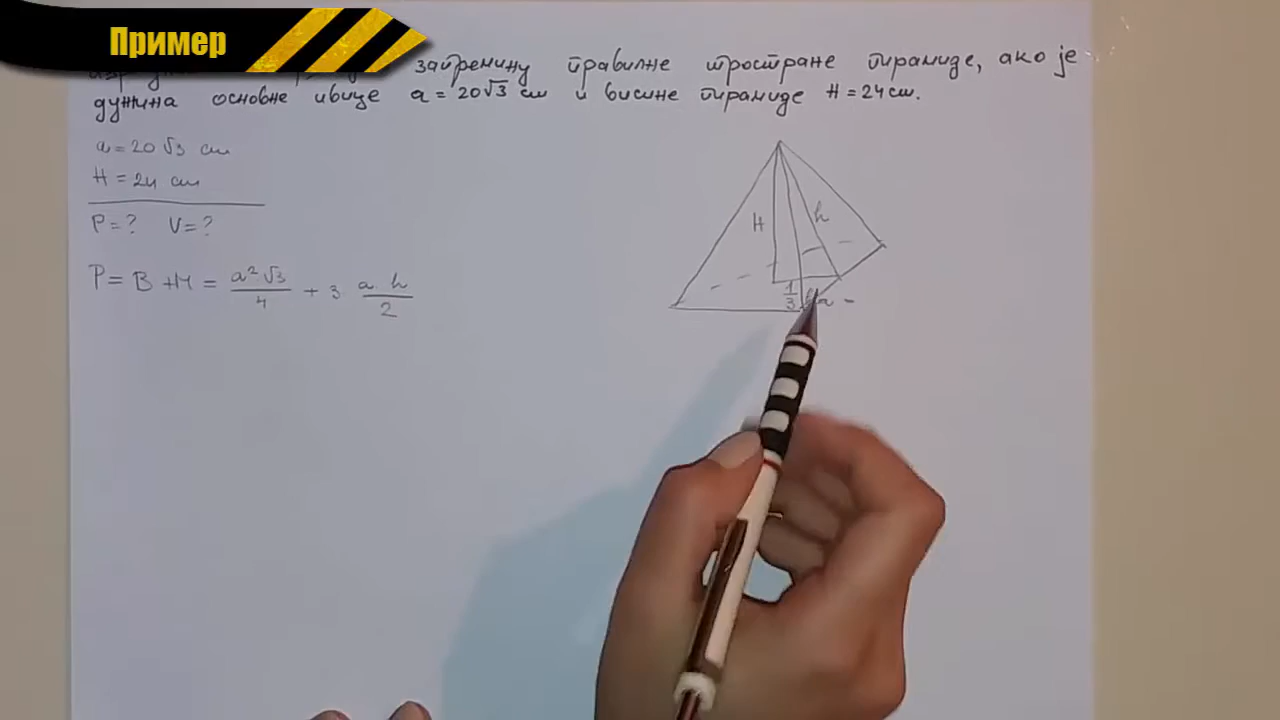 Пример
запремину правилне тростране пирамиде, ако је
дужина основне ивице a = 20√3 cm и висине пирамиде H = 24 cm.
a = 20√3 cm
H = 24 cm
P = ? V = ?
P = B + M = a²√3/4 + 3 a·h/2
H
h
1/3